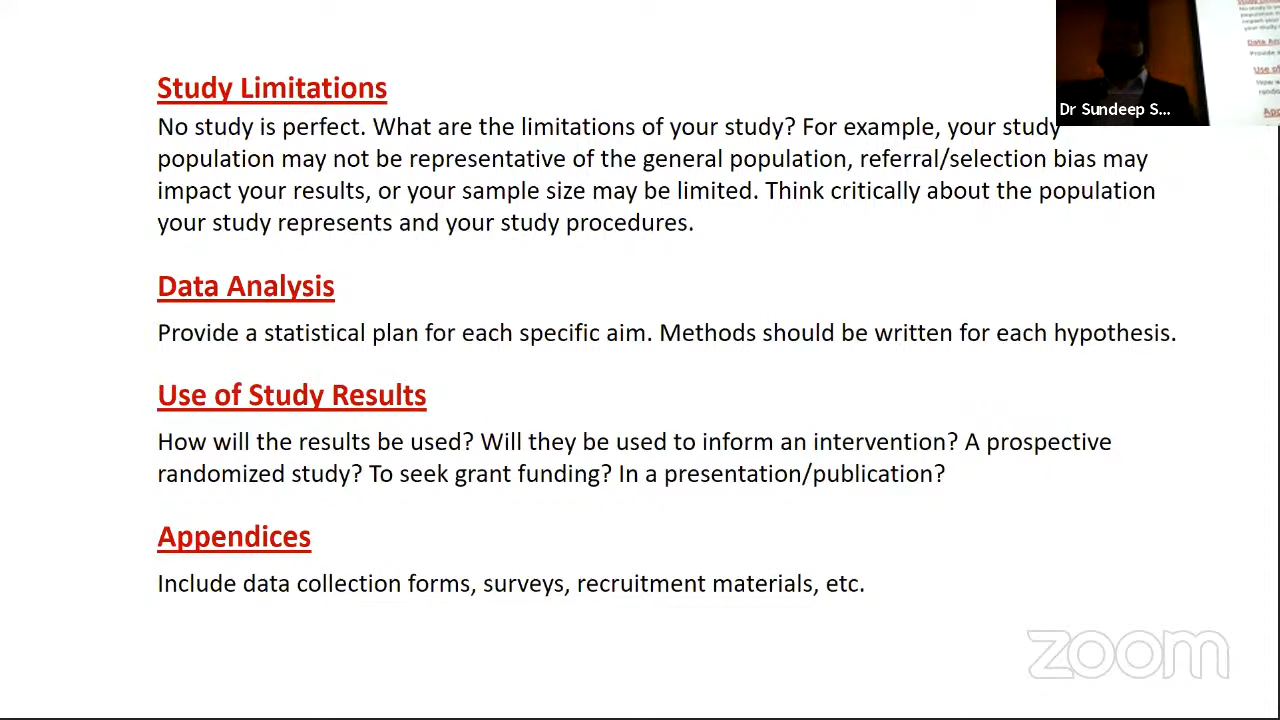 Study Limitations
No study is perfect. What are the limitations of your study? For example, your study
population may not be representative of the general population, referral/selection bias may
impact your results, or your sample size may be limited. Think critically about the population
your study represents and your study procedures.
Data Analysis
Provide a statistical plan for each specific aim. Methods should be written for each hypothesis.
Use of Study Results
How will the results be used? Will they be used to inform an intervention? A prospective
randomized study? To seek grant funding? In a presentation/publication?
Appendices
Include data collection forms, surveys, recruitment materials, etc.
Dr Sundeep S...
zoom